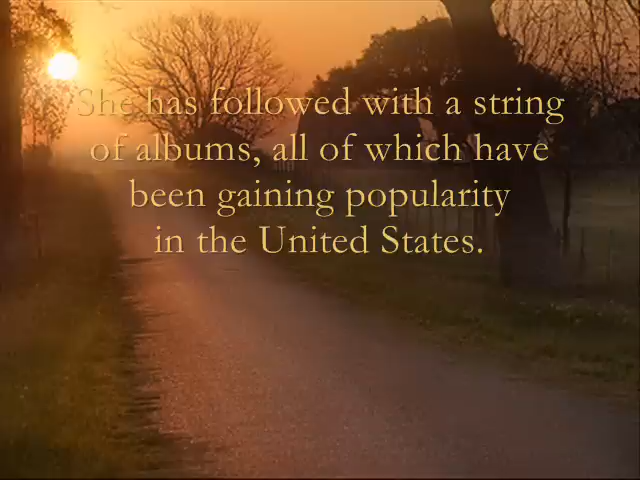 She has followed with a string
of albums, all of which have
been gaining popularity
in the United States.